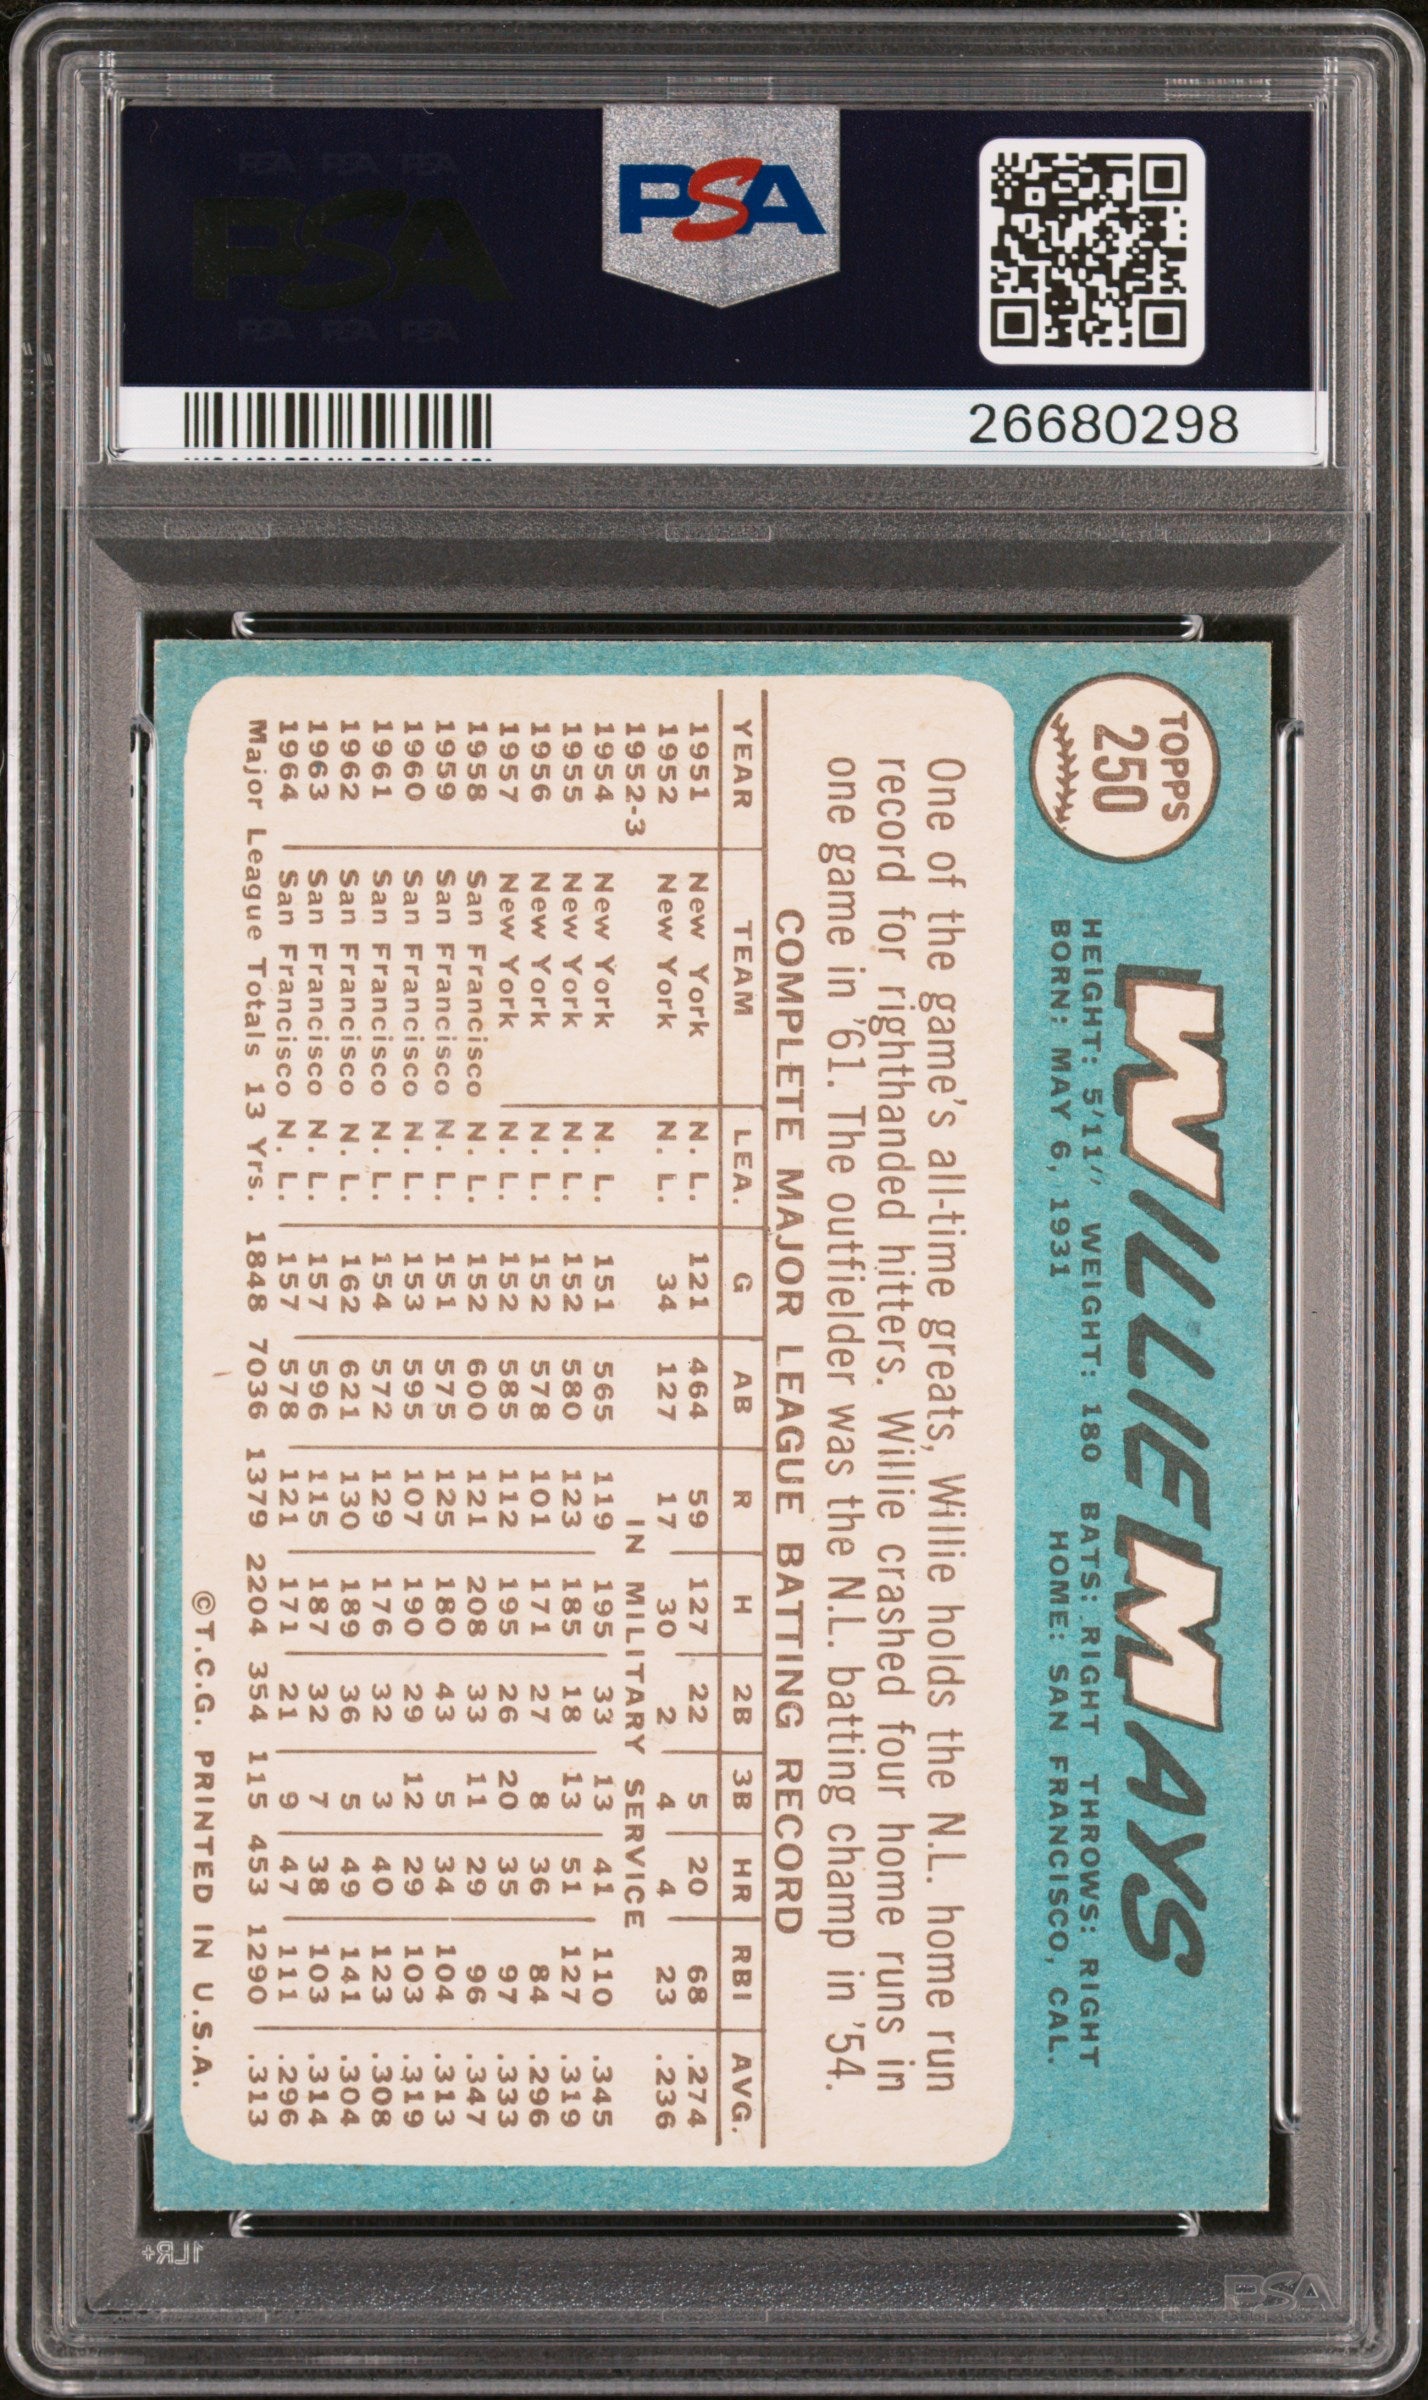 PSA PSA PSA
PSA
PSA PSA PSA
PSA
26680298
TOPPS
250
WILLIE MAYS
HEIGHT: 5'11" WEIGHT: 180 BATS: RIGHT THROWS: RIGHT
BORN: MAY 6, 1931 HOME: SAN FRANCISCO, CAL.
One of the game's all-time greats, Willie holds the N.L. home run
record for righthanded hitters. Willie crashed four home runs in
one game in '61. The outfielder was the N.L. batting champ in '54.
COMPLETE MAJOR LEAGUE BATTING RECORD
YEAR TEAM LEA. G AB R H 2B 3B HR RBI AVG.
1951 New York N. L. 121 464 59 127 22 5 20 68 .274
1952 New York N. L. 34 127 17 30 2 4 4 23 .236
1952-3 IN MILITARY SERVICE
1954 New York N. L. 151 565 119 195 33 13 41 110 .345
1955 New York N. L. 152 580 123 185 18 13 51 127 .319
1956 New York N. L. 152 578 101 171 27 8 36 84 .296
1957 New York N. L. 152 585 112 195 26 20 35 97 .333
1958 San Francisco N. L. 152 600 121 208 33 11 29 96 .347
1959 San Francisco N. L. 151 575 125 180 43 5 34 104 .313
1960 San Francisco N. L. 153 595 107 190 29 12 29 103 .319
1961 San Francisco N. L. 154 572 129 176 32 3 40 123 .308
1962 San Francisco N. L. 162 621 130 189 36 5 49 141 .304
1963 San Francisco N. L. 157 596 115 187 32 7 38 103 .314
1964 San Francisco N. L. 157 578 121 171 21 9 47 111 .296
Major League Totals 13 Yrs. 1848 7036 1379 2204 354 115 453 1290 .313
©T.C.G. PRINTED IN U.S.A.
1LR+
PSA